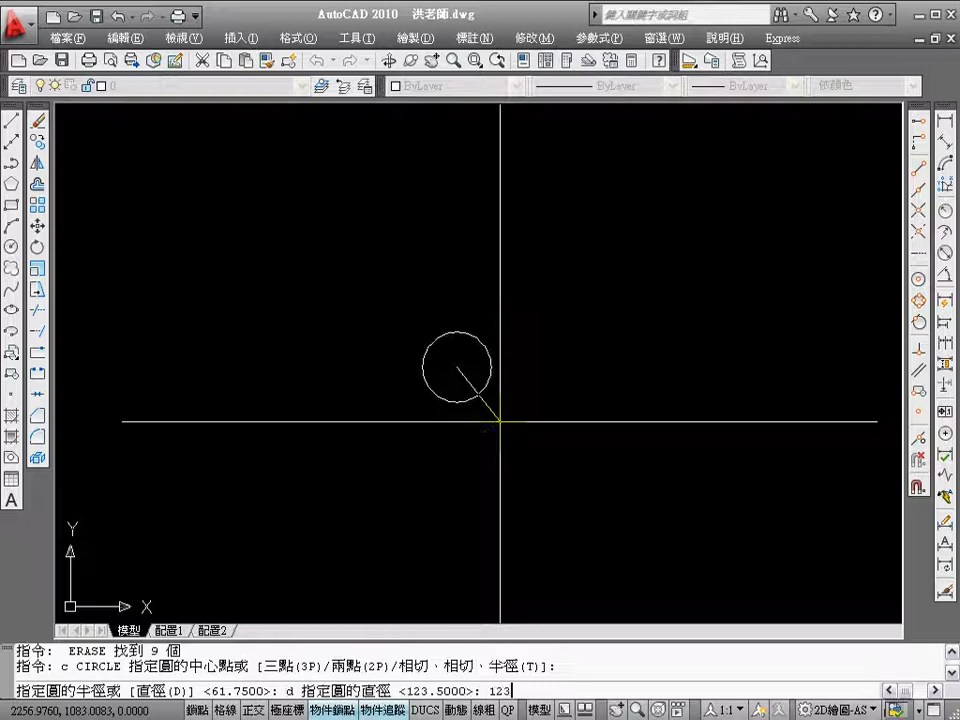 AutoCAD 2010 洪老師.dwg
鍵入關鍵字或詞組
檔案(F) 編輯(E) 檢視(V) 插入(I) 格式(O) 工具(T) 繪製(D) 標註(N) 修改(M) 參數式(P) 窗選(W) 說明(H) Express
0 ByLayer ByLayer ByLayer 依顏色
A
A
Y
X
模型 配置1 配置2
指令: ERASE 找到 9 個
指令: c CIRCLE 指定圓的中心點或 [三點(3P)/兩點(2P)/相切、相切、半徑(T)]:
指定圓的半徑或 [直徑(D)] <61.7500>: d 指定圓的直徑 <123.5000>: 123
2256.9760, 1083.0083, 0.0000 鎖點 格線 正交 極座標 物件鎖點 物件追蹤 DUCS 動態 線粗 QP 模型 1:1 2D繪圖-AS